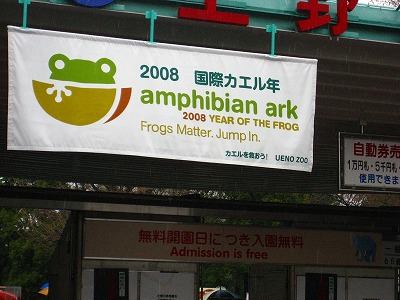 上野
2008 国際カエル年
amphibian ark
2008 YEAR OF THE FROG
Frogs Matter. Jump In.
カエルを救おう! UENO ZOO
自動券売
1万円札・5千円札・
使用できま
無料開園日につき入園無料
Admission is free